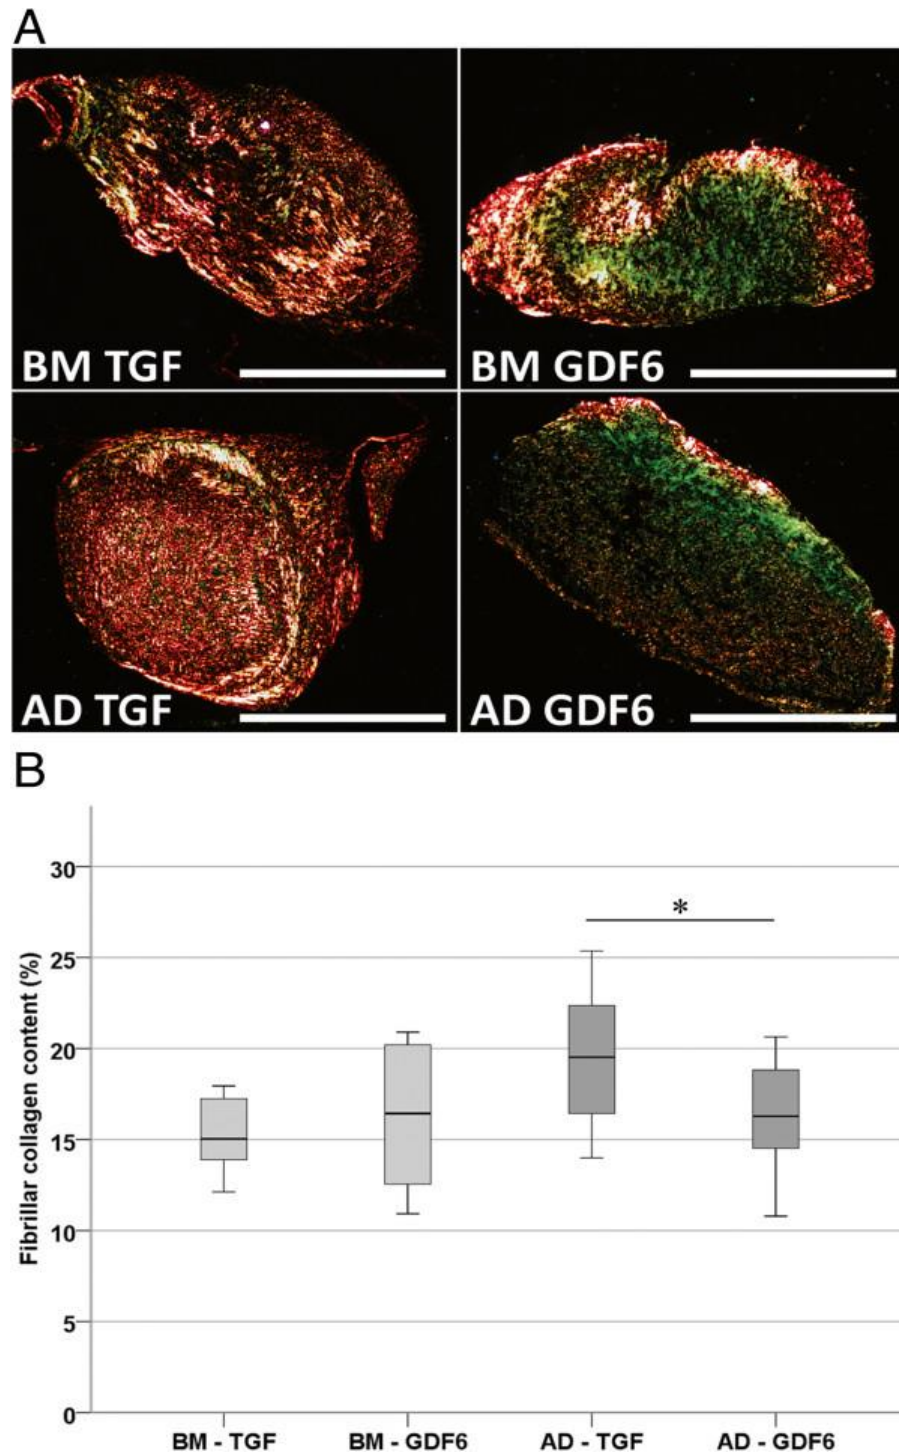 A
BM TGF
BM GDF6
AD TGF
AD GDF6
B
Fibrillar collagen content (%)
30
25
20
15
10
5
0
*
BM - TGF
BM - GDF6
AD - TGF
AD - GDF6